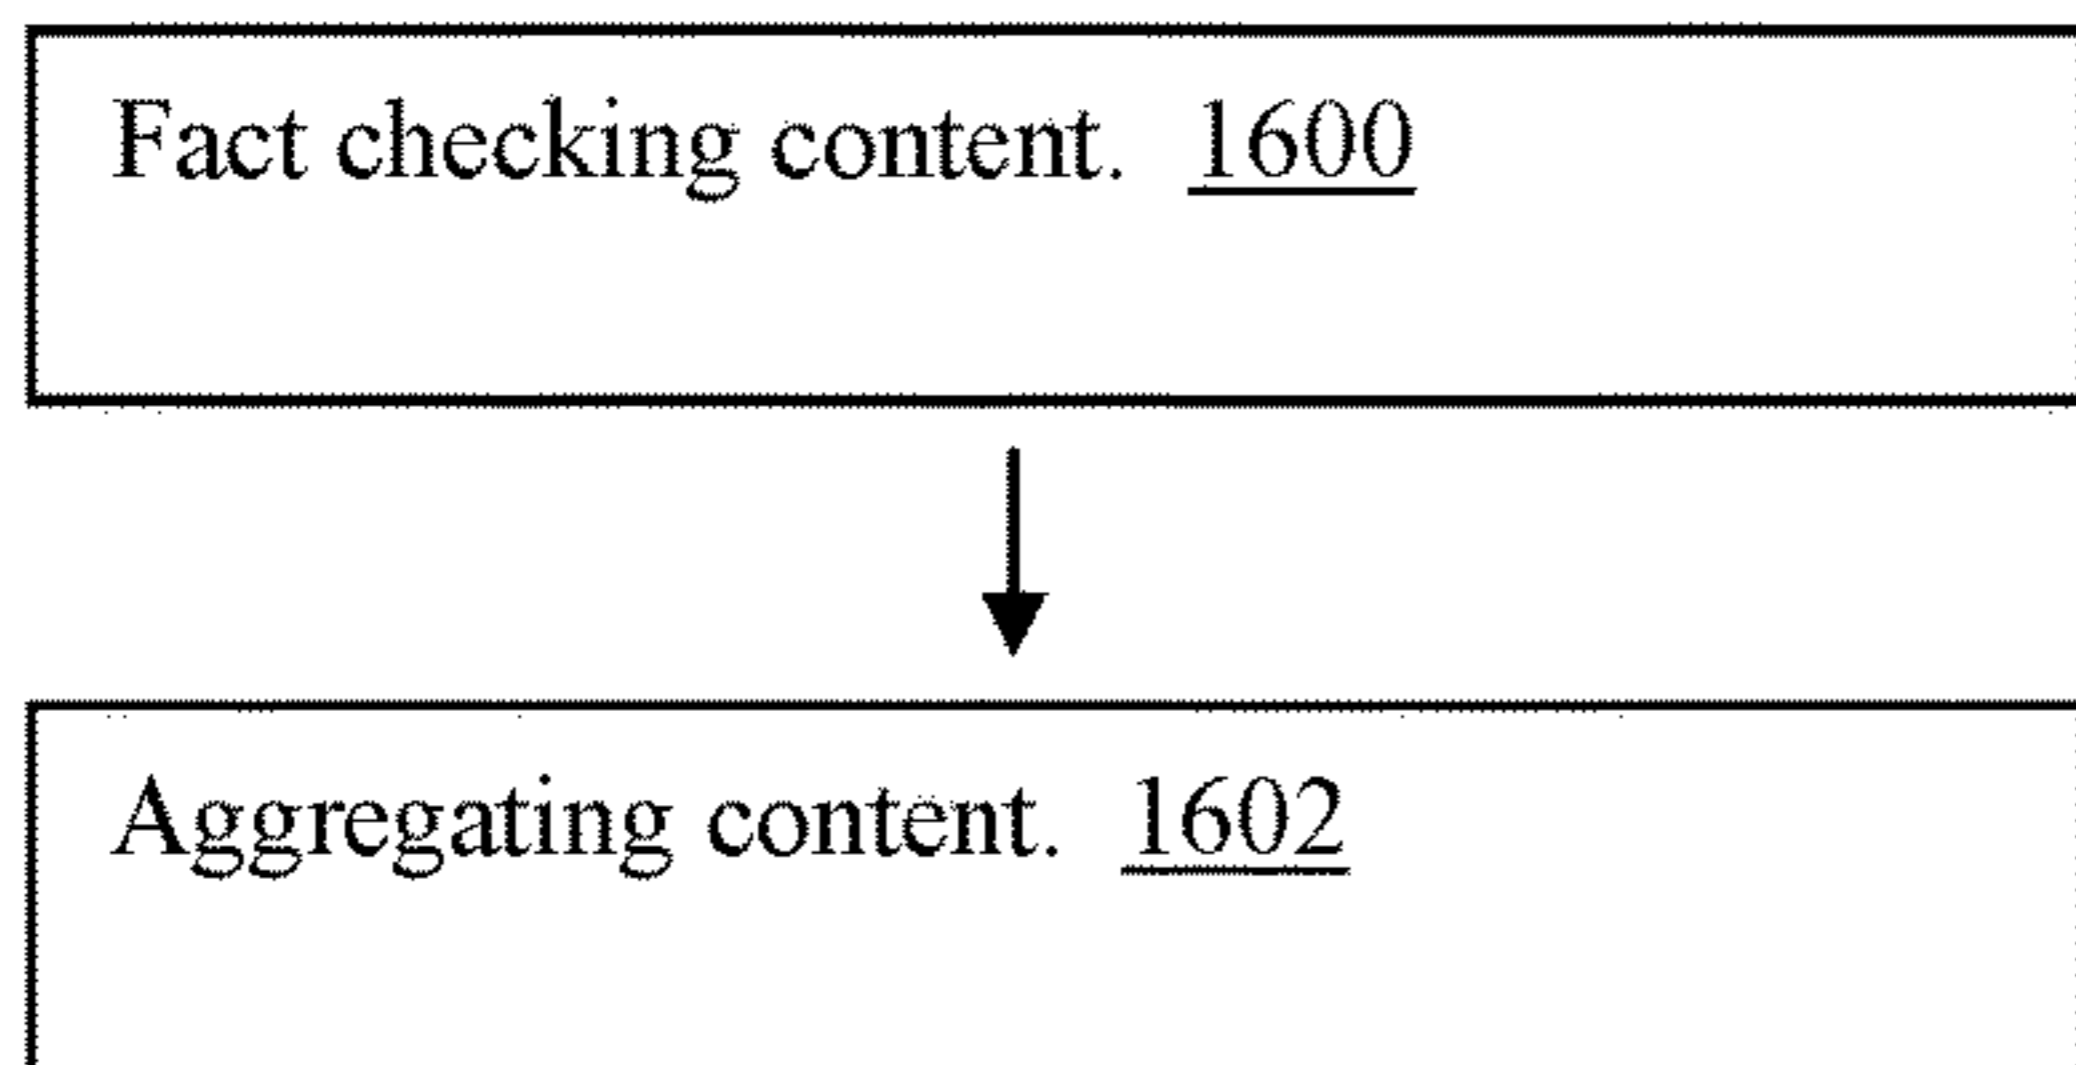 Fact checking content. 1600
Aggregating content. 1602